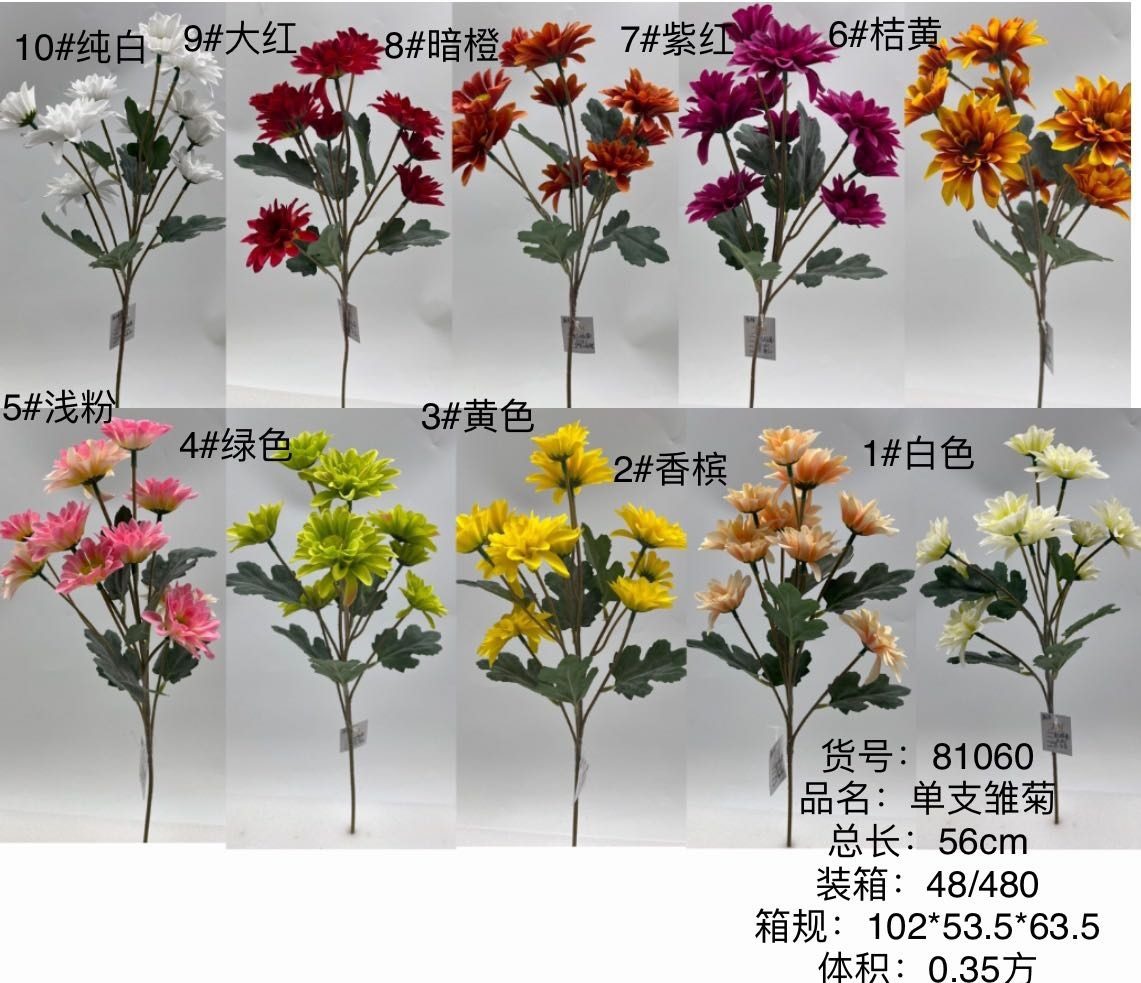 10#纯白
9#大红
8#暗橙
7#紫红
6#桔黄
5#浅粉
4#绿色
3#黄色
2#香槟
1#白色
货号：81060
品名：单支雏菊
总长：56cm
装箱：48/480
箱规：102*53.5*63.5
体积：0.35方